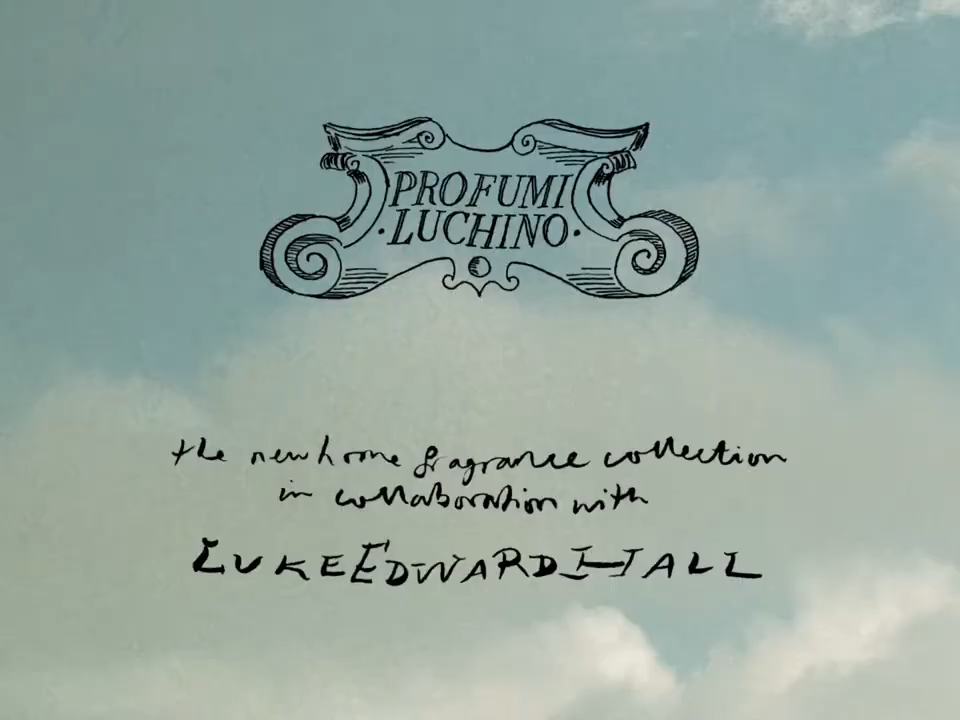 PROFUMI
·LUCHINO·
the new home fragrance collection
in collaboration with
LUKE EDWARD HALL